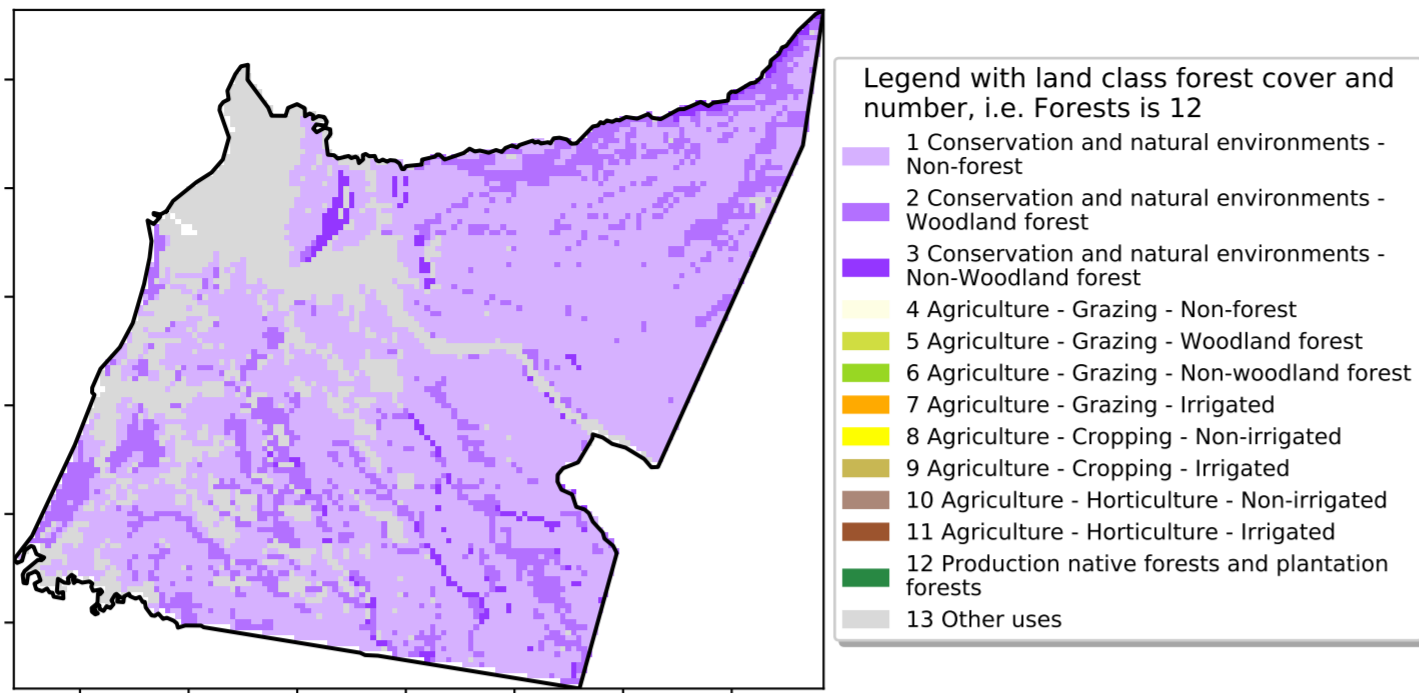 Legend with land class forest cover and
number, i.e. Forests is 12
1 Conservation and natural environments -
Non-forest
2 Conservation and natural environments -
Woodland forest
3 Conservation and natural environments -
Non-Woodland forest
4 Agriculture - Grazing - Non-forest
5 Agriculture - Grazing - Woodland forest
6 Agriculture - Grazing - Non-woodland forest
7 Agriculture - Grazing - Irrigated
8 Agriculture - Cropping - Non-irrigated
9 Agriculture - Cropping - Irrigated
10 Agriculture - Horticulture - Non-irrigated
11 Agriculture - Horticulture - Irrigated
12 Production native forests and plantation
forests
13 Other uses